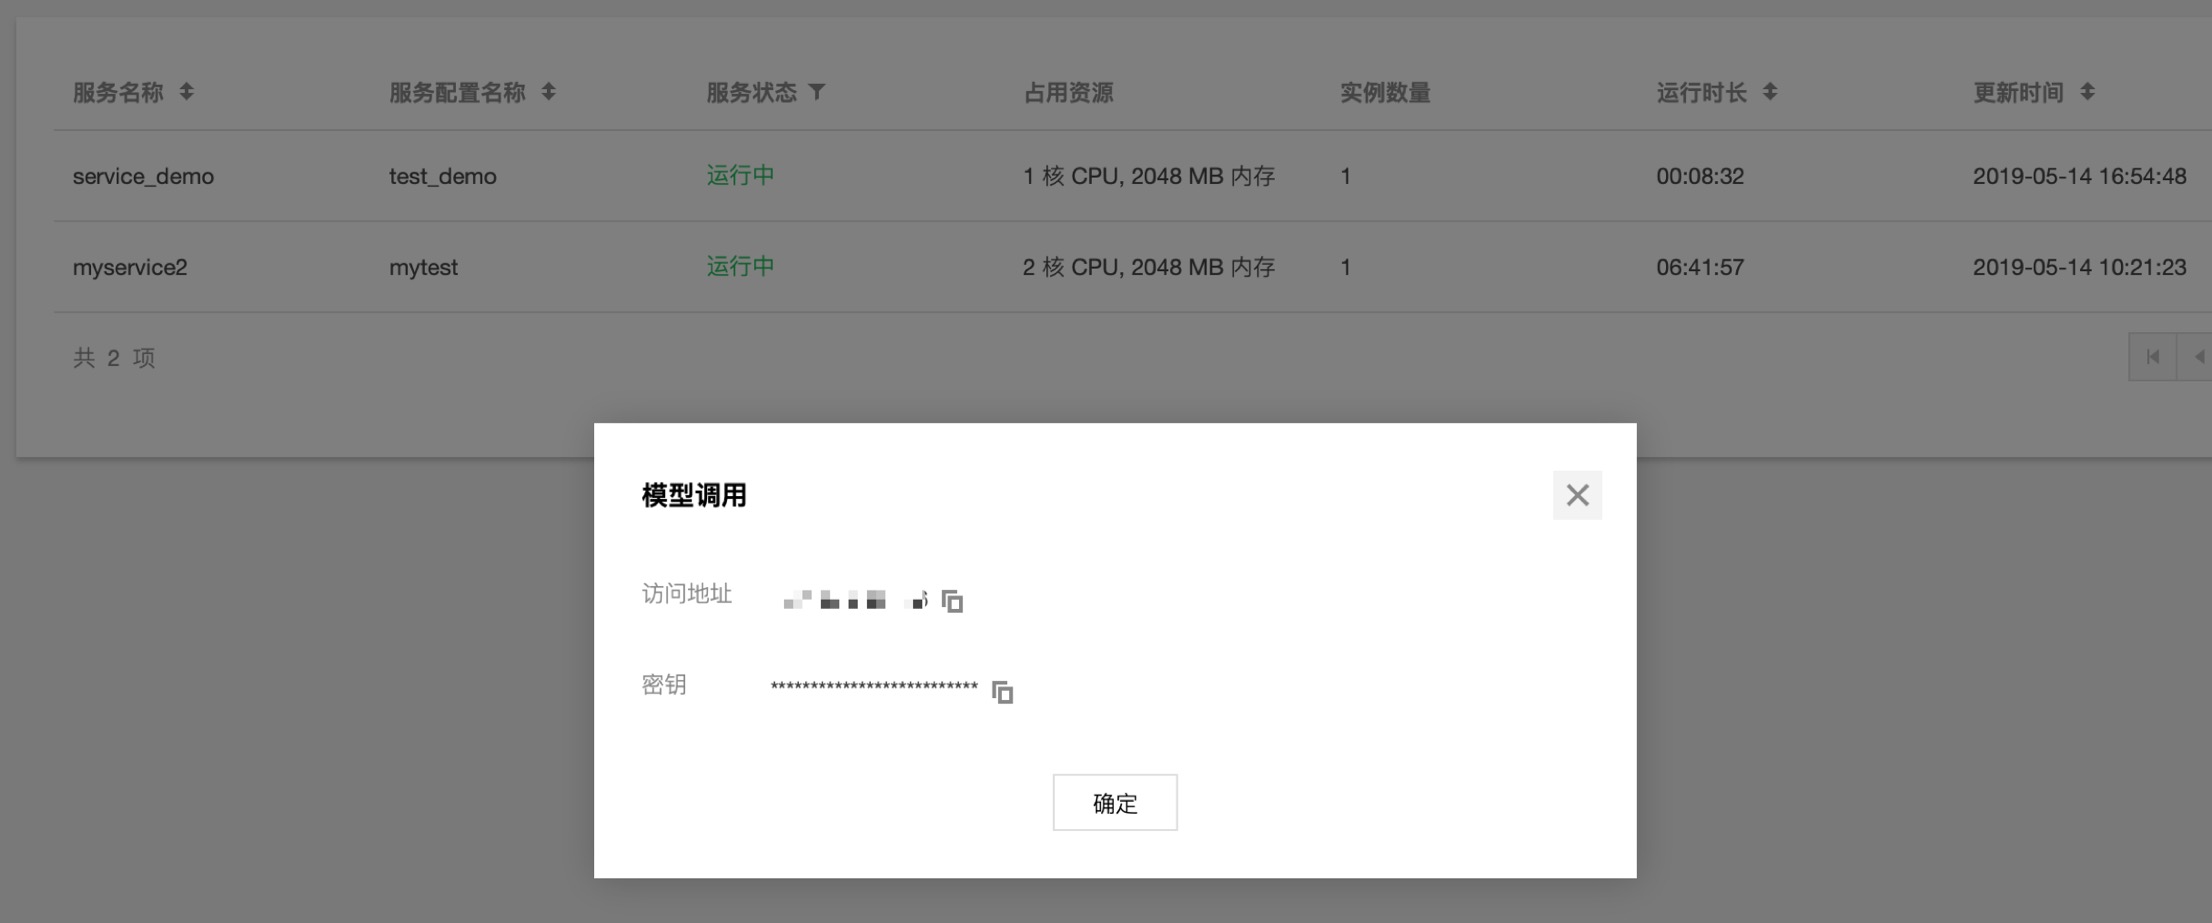 服务名称 服务配置名称 服务状态 占用资源 实例数量 运行时长 更新时间
service_demo test_demo 运行中 1 核 CPU, 2048 MB 内存 1 00:08:32 2019-05-14 16:54:48
myservice2 mytest 运行中 2 核 CPU, 2048 MB 内存 1 06:41:57 2019-05-14 10:21:23
共 2 项
模型调用
访问地址
密钥 **************************
确定